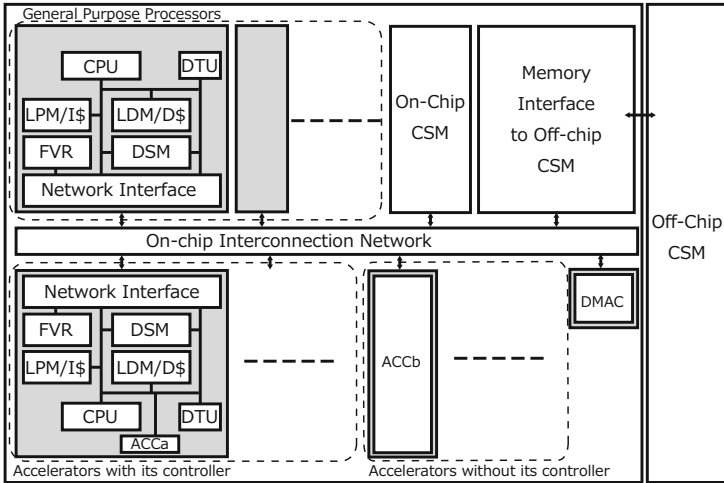 General Purpose Processors
CPU
DTU
LPM/I$
LDM/D$
FVR
DSM
Network Interface
On-Chip
CSM
Memory
Interface
to Off-chip
CSM
Off-Chip
CSM
On-chip Interconnection Network
Network Interface
FVR
DSM
LPM/I$
LDM/D$
CPU
DTU
ACCa
ACCb
DMAC
Accelerators with its controller
Accelerators without its controller